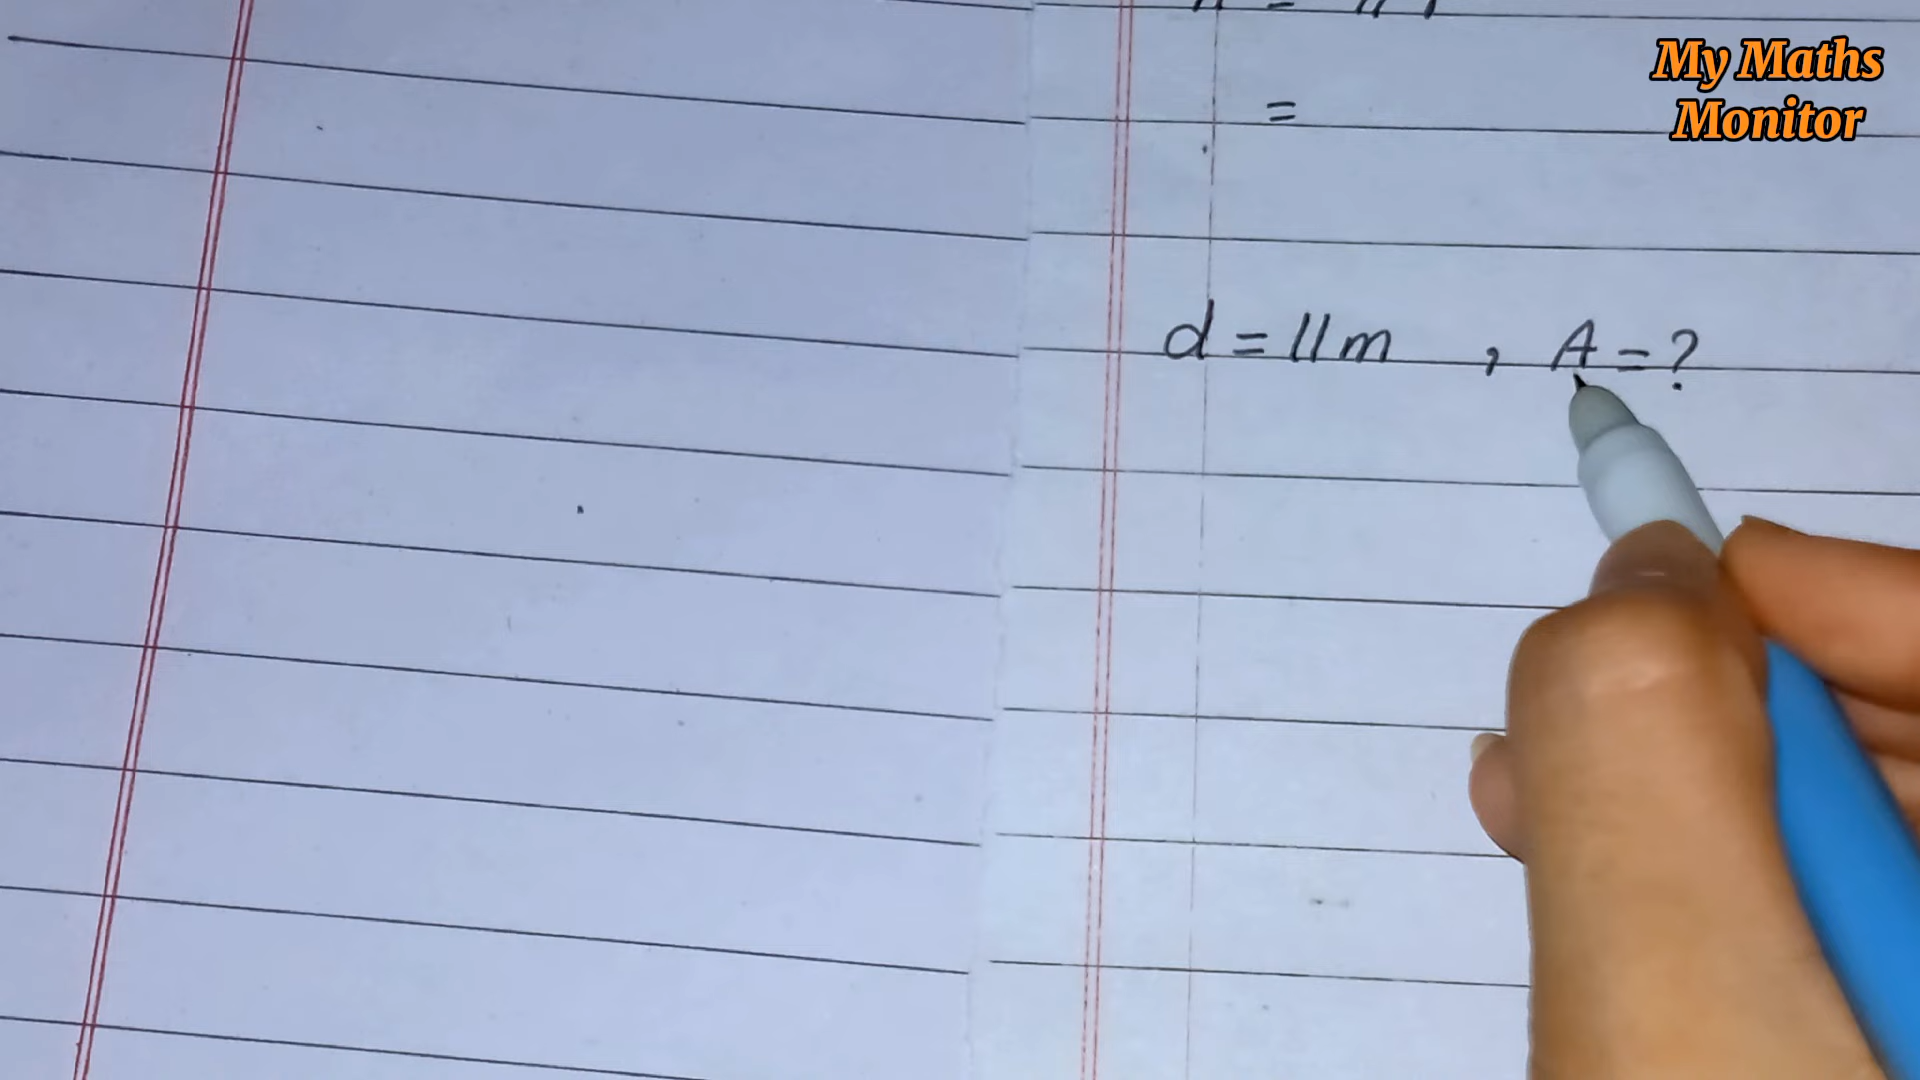 My Maths
Monitor
=
d = 11m , A = ?